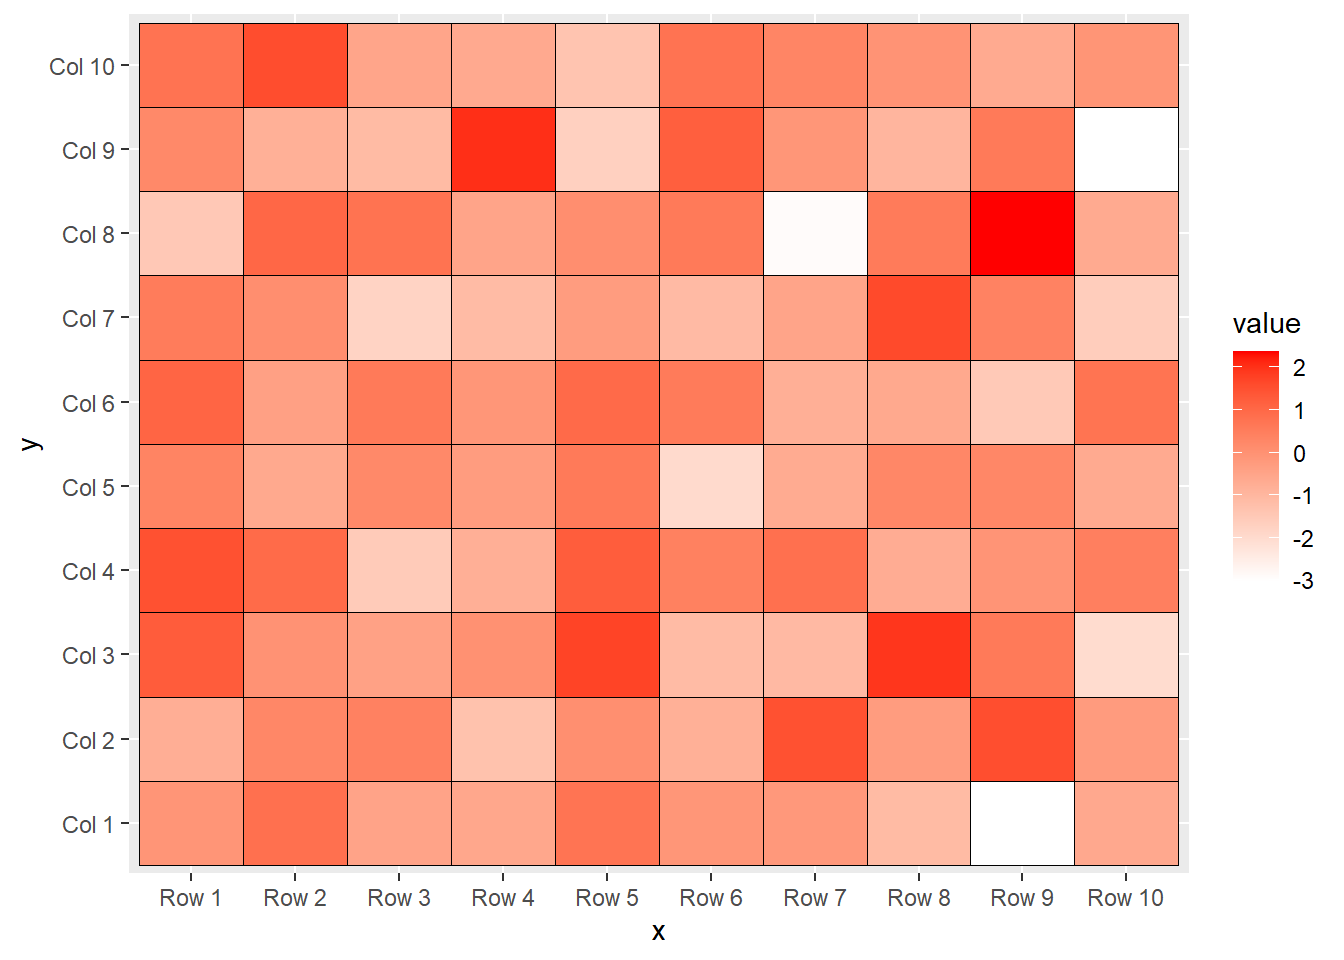 Col 10
Col 9
Col 8
Col 7
Col 6
Col 5
Col 4
Col 3
Col 2
Col 1
y
Row 1 Row 2 Row 3 Row 4 Row 5 Row 6 Row 7 Row 8 Row 9 Row 10
x
value
2
1
0
-1
-2
-3